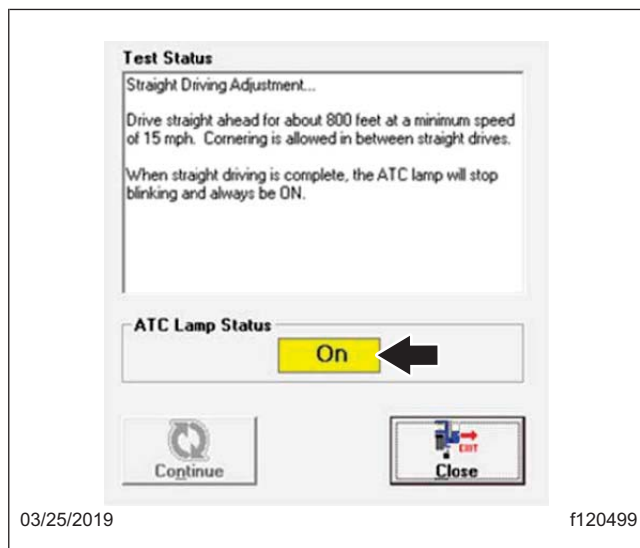 Test Status
Straight Driving Adjustment...
Drive straight ahead for about 800 feet at a minimum speed
of 15 mph. Cornering is allowed in between straight drives.
When straight driving is complete, the ATC lamp will stop
blinking and always be ON.
ATC Lamp Status
On
Continue
EXIT
Close
03/25/2019
f120499